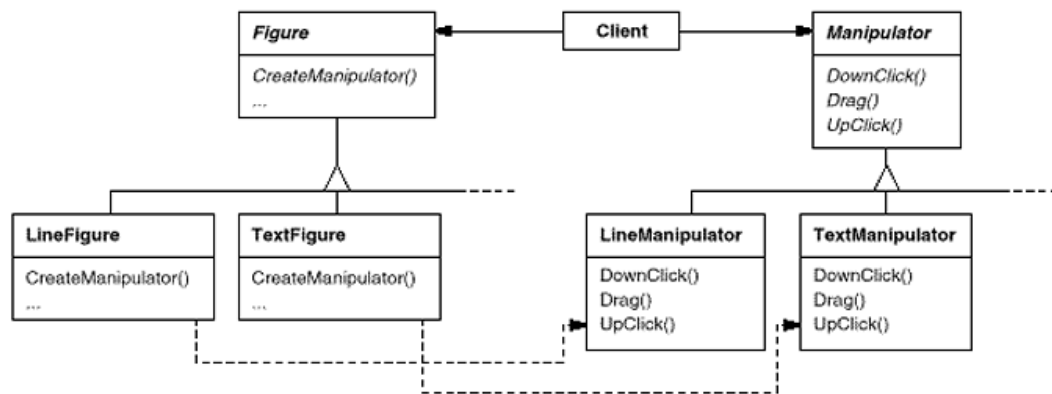 Figure
CreateManipulator()
...
Client
Manipulator
DownClick()
Drag()
UpClick()
LineFigure
CreateManipulator()
...
TextFigure
CreateManipulator()
...
LineManipulator
DownClick()
Drag()
UpClick()
TextManipulator
DownClick()
Drag()
UpClick()